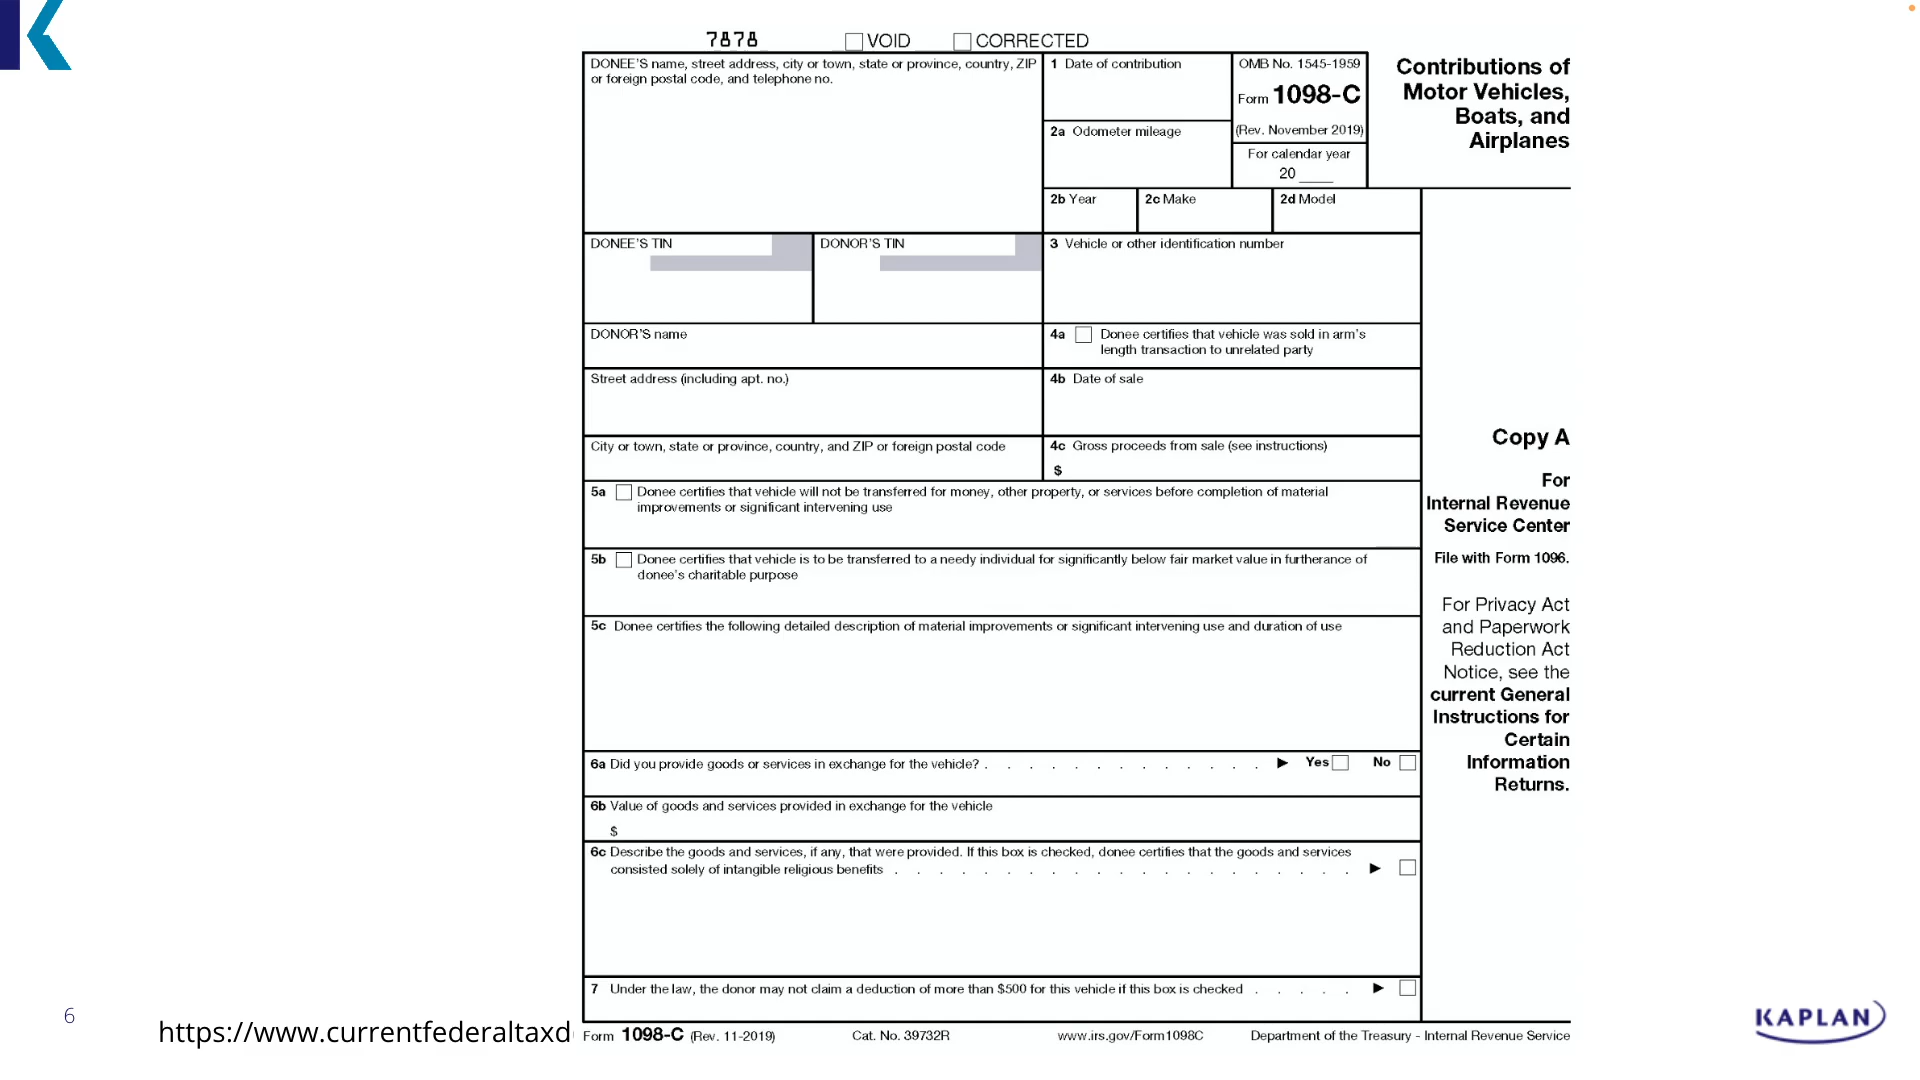 7878 VOID CORRECTED
DONEE'S name, street address, city or town, state or province, country, ZIP
or foreign postal code, and telephone no.
1 Date of contribution
2a Odometer mileage
OMB No. 1545-1959
Form 1098-C
(Rev. November 2019)
For calendar year
20 ____
Contributions of
Motor Vehicles,
Boats, and
Airplanes
2b Year
2c Make
2d Model
DONEE'S TIN
DONOR'S TIN
3 Vehicle or other identification number
DONOR'S name
4a Donee certifies that vehicle was sold in arm's
length transaction to unrelated party
Street address (including apt. no.)
4b Date of sale
City or town, state or province, country, and ZIP or foreign postal code
4c Gross proceeds from sale (see instructions)
$
5a Donee certifies that vehicle will not be transferred for money, other property, or services before completion of material
improvements or significant intervening use
5b Donee certifies that vehicle is to be transferred to a needy individual for significantly below fair market value in furtherance of
donee's charitable purpose
5c Donee certifies the following detailed description of material improvements or significant intervening use and duration of use
6a Did you provide goods or services in exchange for the vehicle? . . . . . . . . . . . . . ► Yes No
6b Value of goods and services provided in exchange for the vehicle
$
6c Describe the goods and services, if any, that were provided. If this box is checked, donee certifies that the goods and services
consisted solely of intangible religious benefits . . . . . . . . . . . . . . . . . . . . . ►
7 Under the law, the donor may not claim a deduction of more than $500 for this vehicle if this box is checked . . . . . ►
Copy A
For
Internal Revenue
Service Center
File with Form 1096.
For Privacy Act
and Paperwork
Reduction Act
Notice, see the
current General
Instructions for
Certain
Information
Returns.
Form 1098-C (Rev. 11-2019) Cat. No. 39732R www.irs.gov/Form1098C Department of the Treasury - Internal Revenue Service
6
https://www.currentfederaltaxd
KAPLAN